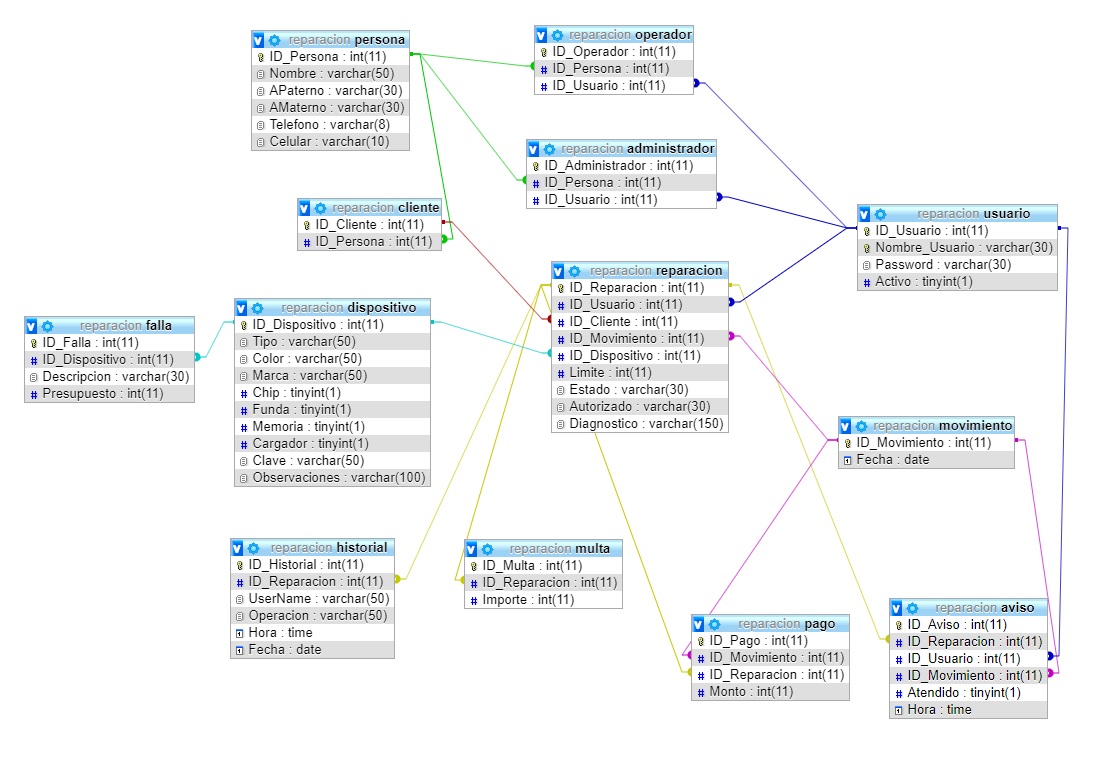 reparacion persona
ID_Persona : int(11)
Nombre : varchar(50)
APaterno : varchar(30)
AMaterno : varchar(30)
Telefono : varchar(8)
Celular : varchar(10)
reparacion operador
ID_Operador : int(11)
ID_Persona : int(11)
ID_Usuario : int(11)
reparacion administrador
ID_Administrador : int(11)
ID_Persona : int(11)
ID_Usuario : int(11)
reparacion cliente
ID_Cliente : int(11)
ID_Persona : int(11)
reparacion usuario
ID_Usuario : int(11)
Nombre_Usuario : varchar(30)
Password : varchar(30)
Activo : tinyint(1)
reparacion reparacion
ID_Reparacion : int(11)
ID_Usuario : int(11)
ID_Cliente : int(11)
ID_Movimiento : int(11)
ID_Dispositivo : int(11)
Limite : int(11)
Estado : varchar(30)
Autorizado : varchar(30)
Diagnostico : varchar(150)
reparacion dispositivo
ID_Dispositivo : int(11)
Tipo : varchar(50)
Color : varchar(50)
Marca : varchar(50)
Chip : tinyint(1)
Funda : tinyint(1)
Memoria : tinyint(1)
Cargador : tinyint(1)
Clave : varchar(50)
Observaciones : varchar(100)
reparacion falla
ID_Falla : int(11)
ID_Dispositivo : int(11)
Descripcion : varchar(30)
Presupuesto : int(11)
reparacion movimiento
ID_Movimiento : int(11)
Fecha : date
reparacion historial
ID_Historial : int(11)
ID_Reparacion : int(11)
UserName : varchar(50)
Operacion : varchar(50)
Hora : time
Fecha : date
reparacion multa
ID_Multa : int(11)
ID_Reparacion : int(11)
Importe : int(11)
reparacion pago
ID_Pago : int(11)
ID_Movimiento : int(11)
ID_Reparacion : int(11)
Monto : int(11)
reparacion aviso
ID_Aviso : int(11)
ID_Reparacion : int(11)
ID_Usuario : int(11)
ID_Movimiento : int(11)
Atendido : tinyint(1)
Hora : time